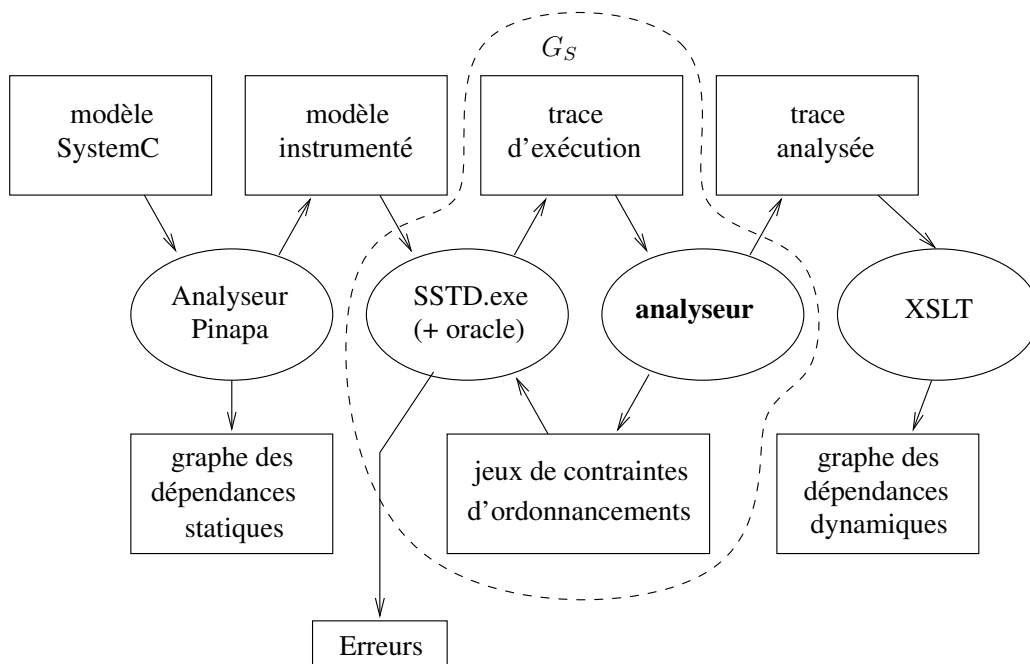 G_S
modèle
SystemC
modèle
instrumenté
trace
d'exécution
trace
analysée
Analyseur
Pinapa
SSTD.exe
(+ oracle)
analyseur
XSLT
graphe des
dépendances
statiques
jeux de contraintes
d'ordonnancements
graphe des
dépendances
dynamiques
Erreurs